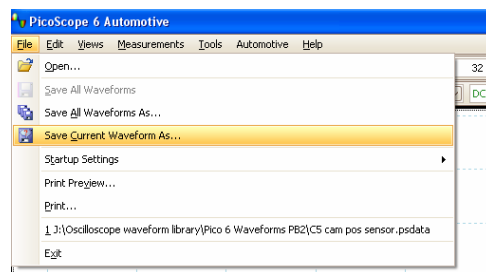 PicoScope 6 Automotive
File Edit Views Measurements Tools Automotive Help
Open...
32
Save All Waveforms
DC
Save All Waveforms As...
Save Current Waveform As...
Startup Settings
Print Preview...
Print...
1 J:\Oscilloscope waveform library\Pico 6 Waveforms PB2\C5 cam pos sensor.psdata
Exit